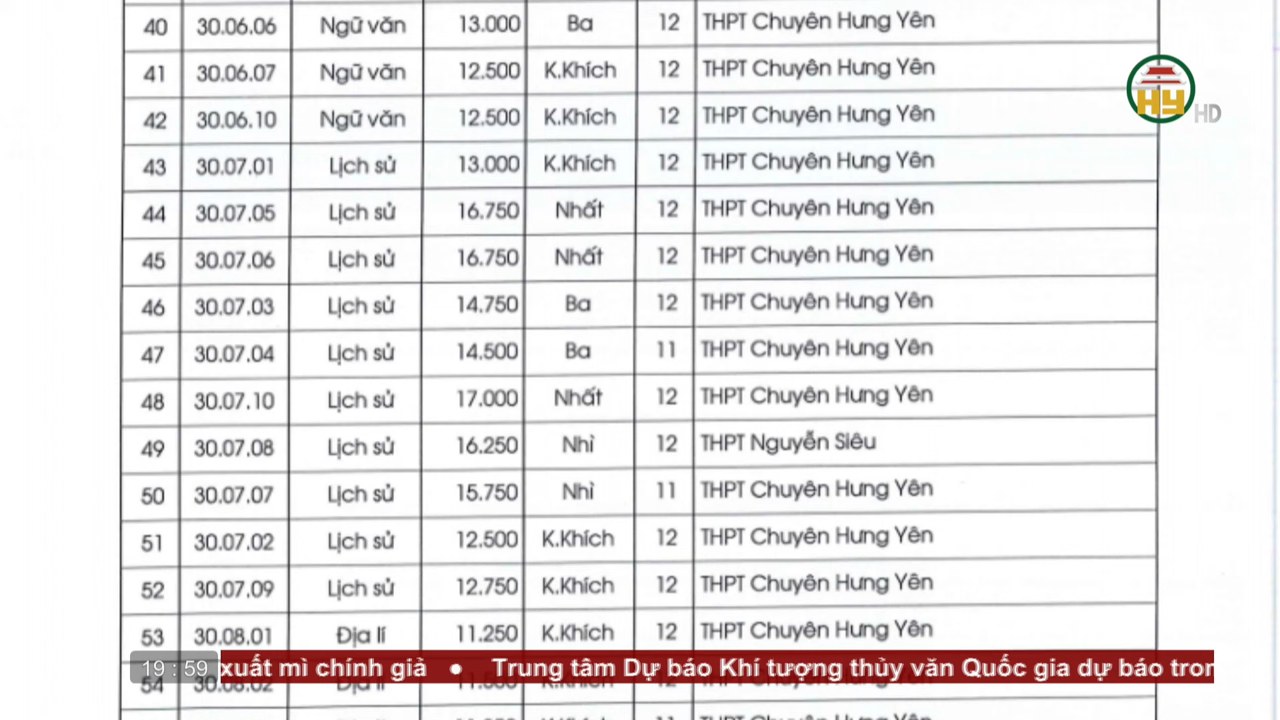 40 30.06.06 Ngữ văn 13.000 Ba 12 THPT Chuyên Hưng Yên
41 30.06.07 Ngữ văn 12.500 K.Khích 12 THPT Chuyên Hưng Yên
42 30.06.10 Ngữ văn 12.500 K.Khích 12 THPT Chuyên Hưng Yên
43 30.07.01 Lịch sử 13.000 K.Khích 12 THPT Chuyên Hưng Yên
44 30.07.05 Lịch sử 16.750 Nhất 12 THPT Chuyên Hưng Yên
45 30.07.06 Lịch sử 16.750 Nhất 12 THPT Chuyên Hưng Yên
46 30.07.03 Lịch sử 14.750 Ba 12 THPT Chuyên Hưng Yên
47 30.07.04 Lịch sử 14.500 Ba 11 THPT Chuyên Hưng Yên
48 30.07.10 Lịch sử 17.000 Nhất 12 THPT Chuyên Hưng Yên
49 30.07.08 Lịch sử 16.250 Nhì 12 THPT Nguyễn Siêu
50 30.07.07 Lịch sử 15.750 Nhì 11 THPT Chuyên Hưng Yên
51 30.07.02 Lịch sử 12.500 K.Khích 12 THPT Chuyên Hưng Yên
52 30.07.09 Lịch sử 12.750 K.Khích 12 THPT Chuyên Hưng Yên
53 30.08.01 Địa lí 11.250 K.Khích 12 THPT Chuyên Hưng Yên
HY HD
19:59 xuất mì chính giả • Trung tâm Dự báo Khí tượng thủy văn Quốc gia dự báo tron
54